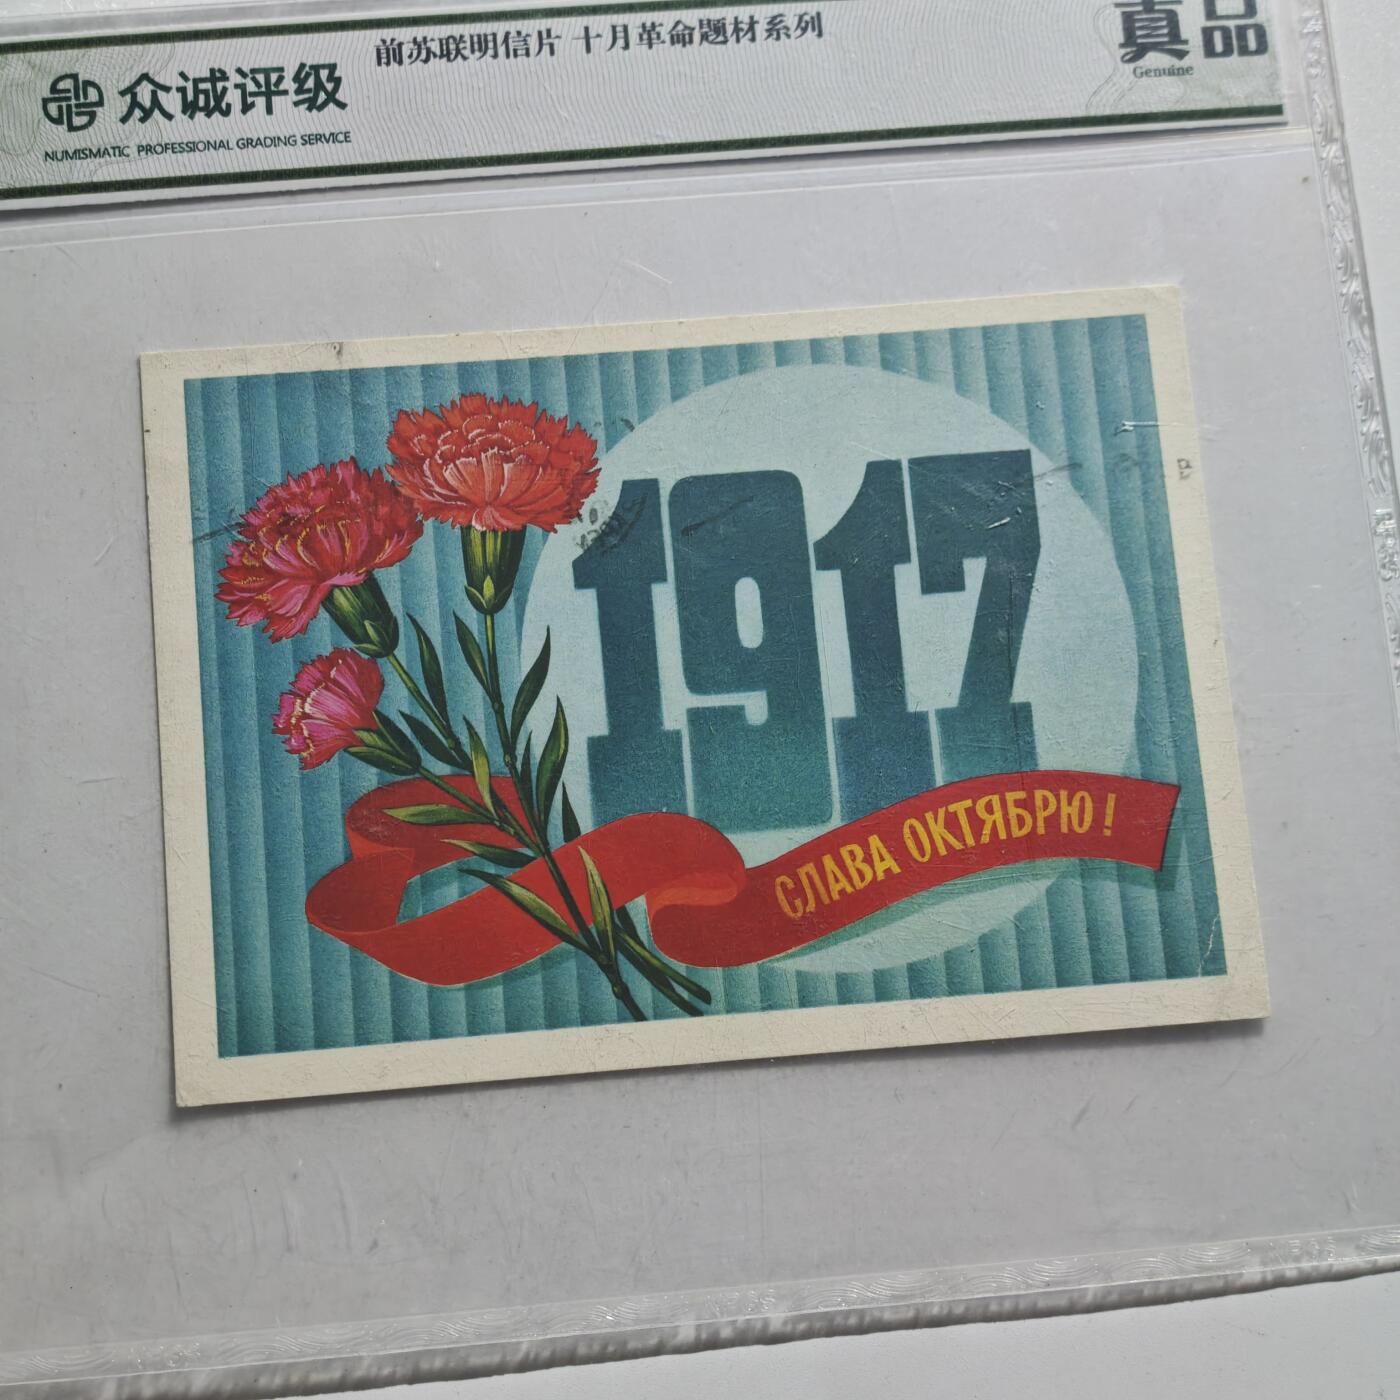 前苏联明信片 十月革命题材系列
众诚评级
NUMISMATIC PROFESSIONAL GRADING SERVICE
真品
Genuine
1917
СЛАВА ОКТЯБРЮ!